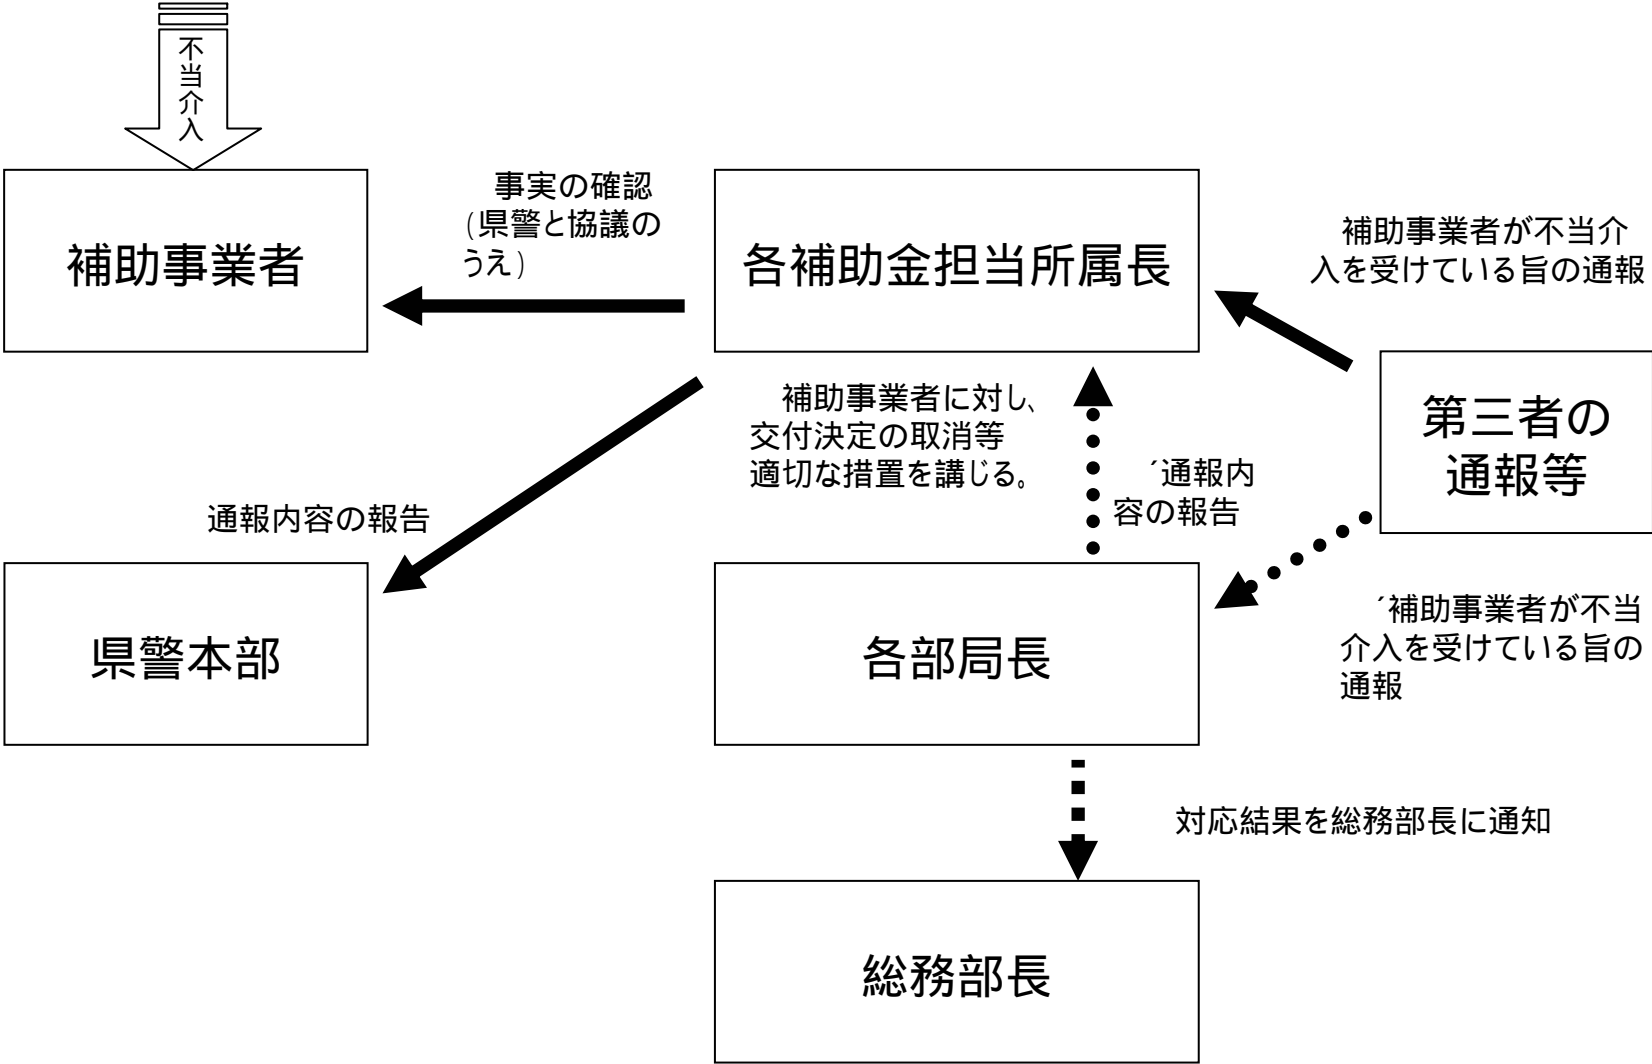 不当介入
補助事業者
事実の確認
(県警と協議の
うえ)
各補助金担当所属長
補助事業者が不当介
入を受けている旨の通報
第三者の
通報等
補助事業者に対し、
交付決定の取消等
適切な措置を講じる。
´通報内
容の報告
通報内容の報告
県警本部
各部局長
´補助事業者が不当
介入を受けている旨の
通報
対応結果を総務部長に通知
総務部長